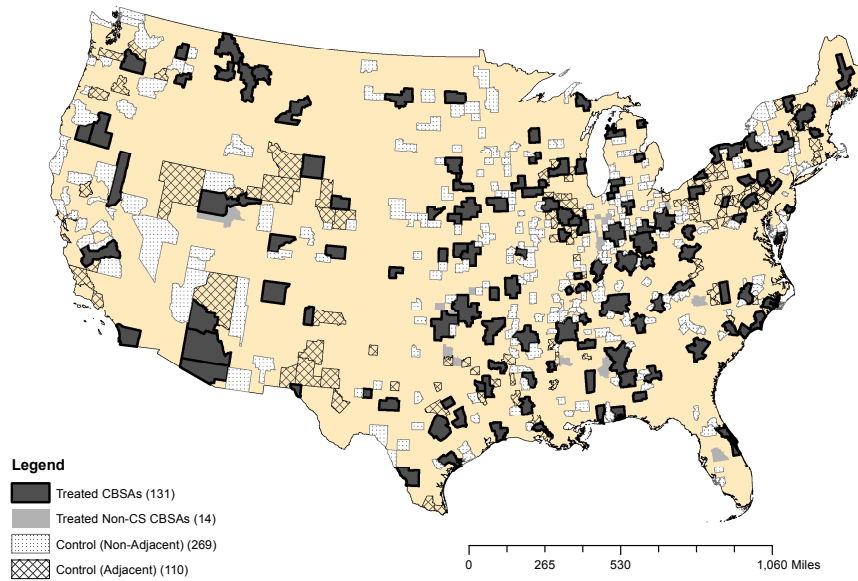 Legend
Treated CBSAs (131)
Treated Non-CS CBSAs (14)
Control (Non-Adjacent) (269)
Control (Adjacent) (110)
0 265 530 1,060 Miles